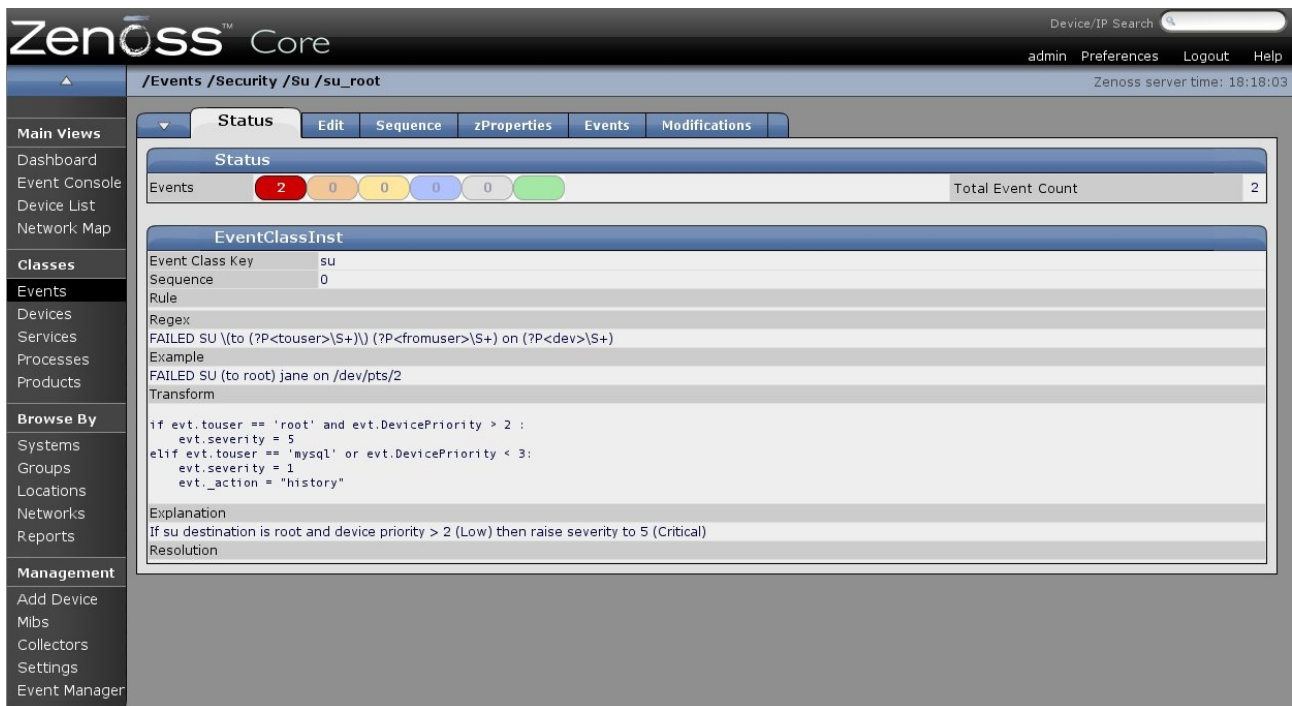 Zenoss™ Core
Device/IP Search
admin Preferences Logout Help
/Events /Security /Su /su_root
Zenoss server time: 18:18:03
Main Views
Dashboard
Event Console
Device List
Network Map
Classes
Events
Devices
Services
Processes
Products
Browse By
Systems
Groups
Locations
Networks
Reports
Management
Add Device
Mibs
Collectors
Settings
Event Manager
Status Edit Sequence zProperties Events Modifications
Status
Events 2 0 0 0 0 Total Event Count 2
EventClassInst
Event Class Key su
Sequence 0
Rule
Regex
FAILED SU \(to (?P<touser>\S+)\) (?P<fromuser>\S+) on (?P<dev>\S+)
Example
FAILED SU (to root) jane on /dev/pts/2
Transform
if evt.touser == 'root' and evt.DevicePriority > 2 :
    evt.severity = 5
elif evt.touser == 'mysql' or evt.DevicePriority < 3:
    evt.severity = 1
    evt._action = "history"
Explanation
If su destination is root and device priority > 2 (Low) then raise severity to 5 (Critical)
Resolution